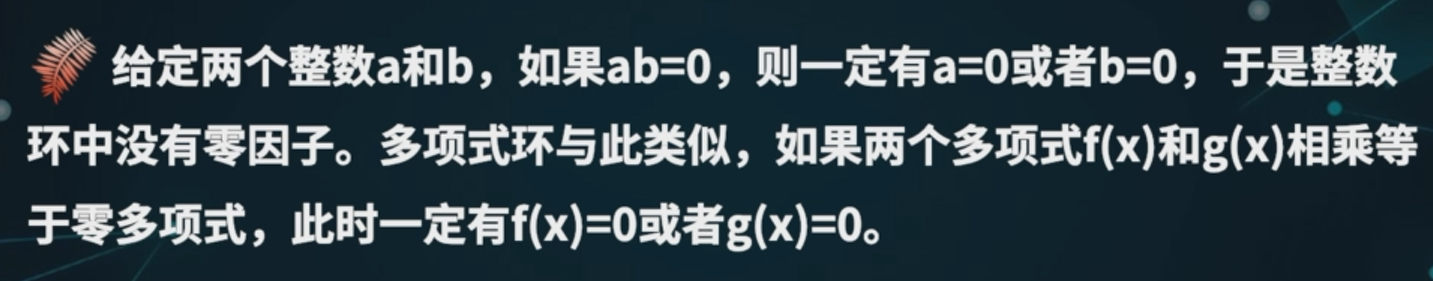 给定两个整数a和b，如果ab=0，则一定有a=0或者b=0，于是整数
环中没有零因子。多项式环与此类似，如果两个多项式f(x)和g(x)相乘等
于零多项式，此时一定有f(x)=0或者g(x)=0。